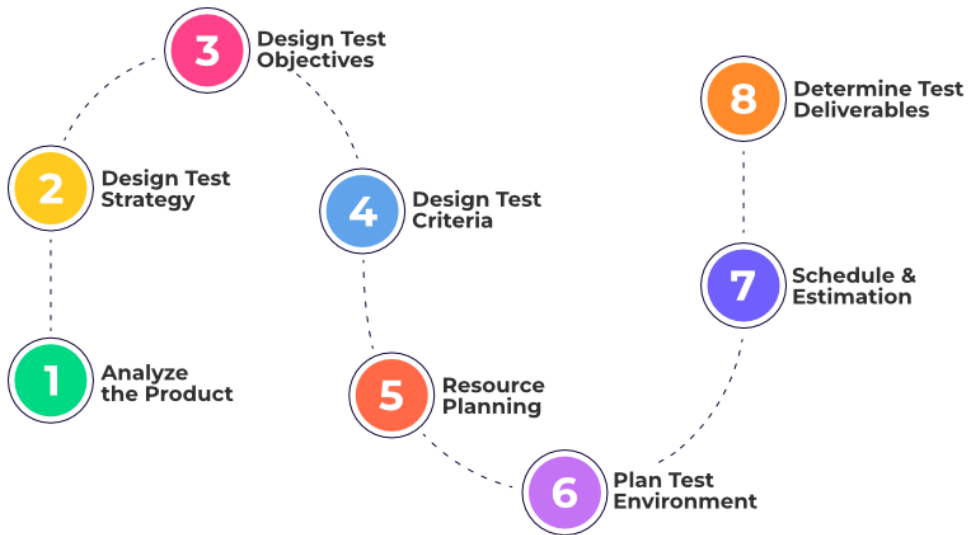 1
Analyze
the Product
2
Design Test
Strategy
3
Design Test
Objectives
4
Design Test
Criteria
5
Resource
Planning
6
Plan Test
Environment
7
Schedule &
Estimation
8
Determine Test
Deliverables